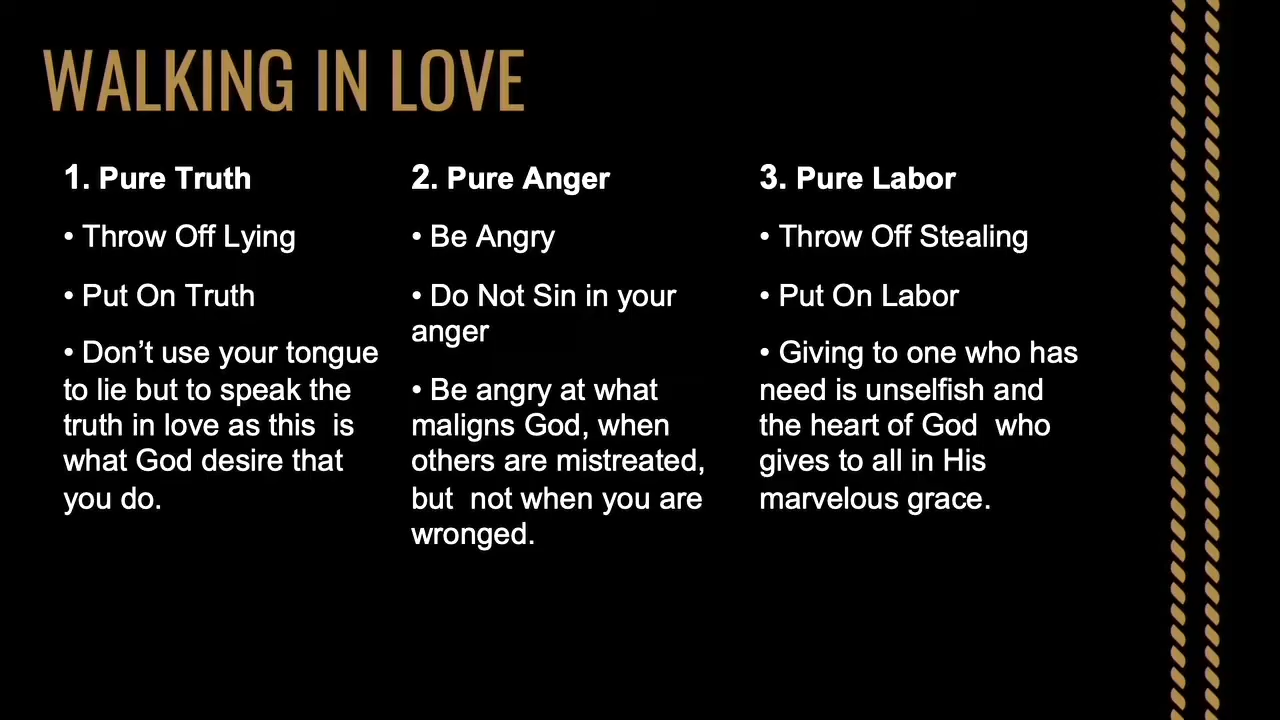 WALKING IN LOVE
1. Pure Truth
• Throw Off Lying
• Put On Truth
• Don’t use your tongue
to lie but to speak the
truth in love as this  is
what God desire that
you do.
2. Pure Anger
• Be Angry
• Do Not Sin in your
anger
• Be angry at what
maligns God, when
others are mistreated,
but  not when you are
wronged.
3. Pure Labor
• Throw Off Stealing
• Put On Labor
• Giving to one who has
need is unselfish and
the heart of God  who
gives to all in His
marvelous grace.